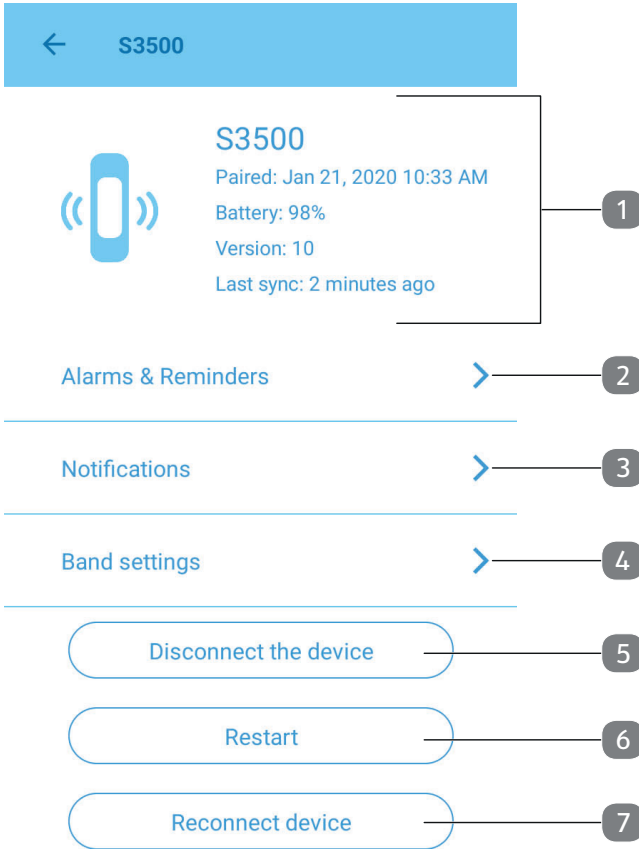 S3500
S3500
Paired: Jan 21, 2020 10:33 AM
Battery: 98%
Version: 10
Last sync: 2 minutes ago
1
Alarms & Reminders
2
Notifications
3
Band settings
4
Disconnect the device
5
Restart
6
Reconnect device
7